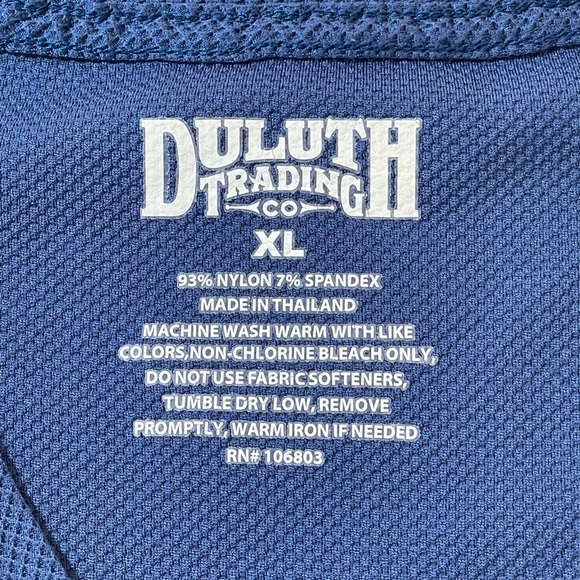 DULUTH
TRADING
CO
XL
93% NYLON 7% SPANDEX
MADE IN THAILAND
MACHINE WASH WARM WITH LIKE
COLORS,NON-CHLORINE BLEACH ONLY,
DO NOT USE FABRIC SOFTENERS,
TUMBLE DRY LOW, REMOVE
PROMPTLY, WARM IRON IF NEEDED
RN# 106803